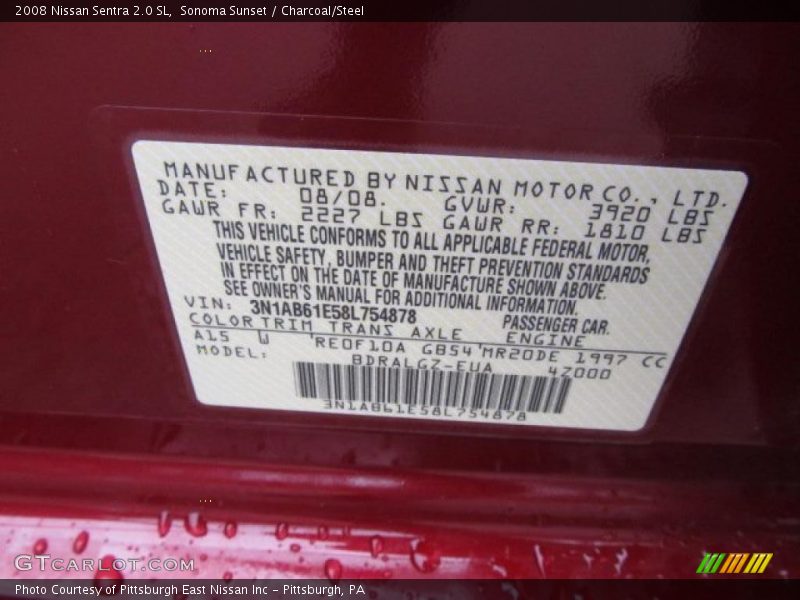 2008 Nissan Sentra 2.0 SL, Sonoma Sunset / Charcoal/Steel
MANUFACTURED BY NISSAN MOTOR CO., LTD.
DATE: 08/08. GVWR: 3920 LBS
GAWR FR: 2227 LBS GAWR RR: 1810 LBS
THIS VEHICLE CONFORMS TO ALL APPLICABLE FEDERAL MOTOR,
VEHICLE SAFETY, BUMPER AND THEFT PREVENTION STANDARDS
IN EFFECT ON THE DATE OF MANUFACTURE SHOWN ABOVE.
SEE OWNER'S MANUAL FOR ADDITIONAL INFORMATION.
VIN: 3N1AB61E58L754878 PASSENGER CAR.
COLOR TRIM TRANS AXLE ENGINE
A15 W RE0F10A GB54 MR20DE 1997 CC
MODEL: BDRALGZ-EUA 42000
3N1AB61E58L754878
GTcarlot.com
Photo Courtesy of Pittsburgh East Nissan Inc - Pittsburgh, PA